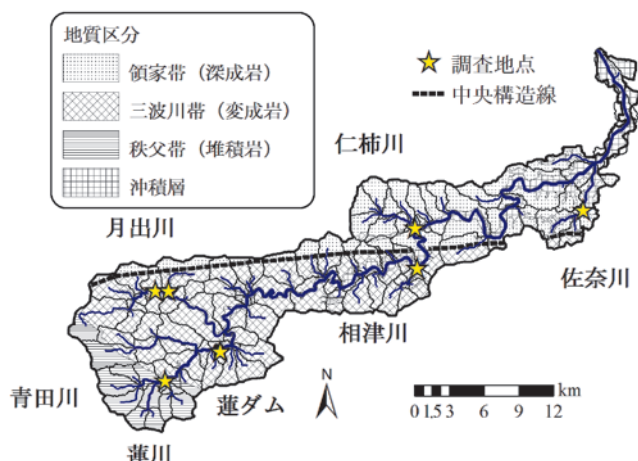 地質区分
領家帯（深成岩）
三波川帯（変成岩）
秩父帯（堆積岩）
沖積層
調査地点
中央構造線
仁柿川
月出川
佐奈川
相津川
青田川
蓮ダム
蓮川
N
km
0 1.5 3 6 9 12